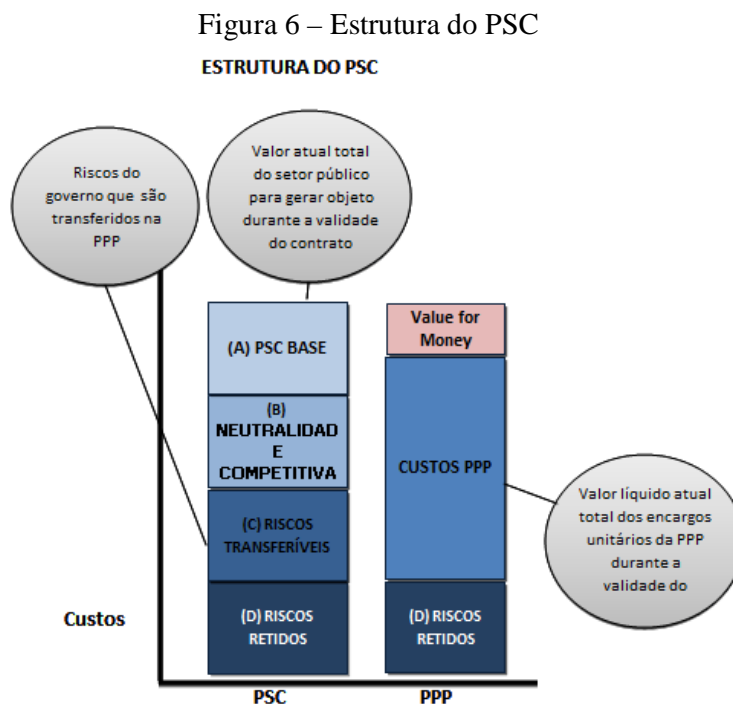 Figura 6 – Estrutura do PSC
ESTRUTURA DO PSC
Riscos do
governo que são
transferidos na
PPP
Valor atual total
do setor público
para gerar objeto
durante a validade
do contrato
(A) PSC BASE
(B)
NEUTRALIDAD
E
COMPETITIVA
(C) RISCOS
TRANSFERÍVEIS
(D) RISCOS
RETIDOS
Value for
Money
CUSTOS PPP
(D) RISCOS
RETIDOS
Valor líquido atual
total dos encargos
unitários da PPP
durante a
validade do
Custos
PSC
PPP